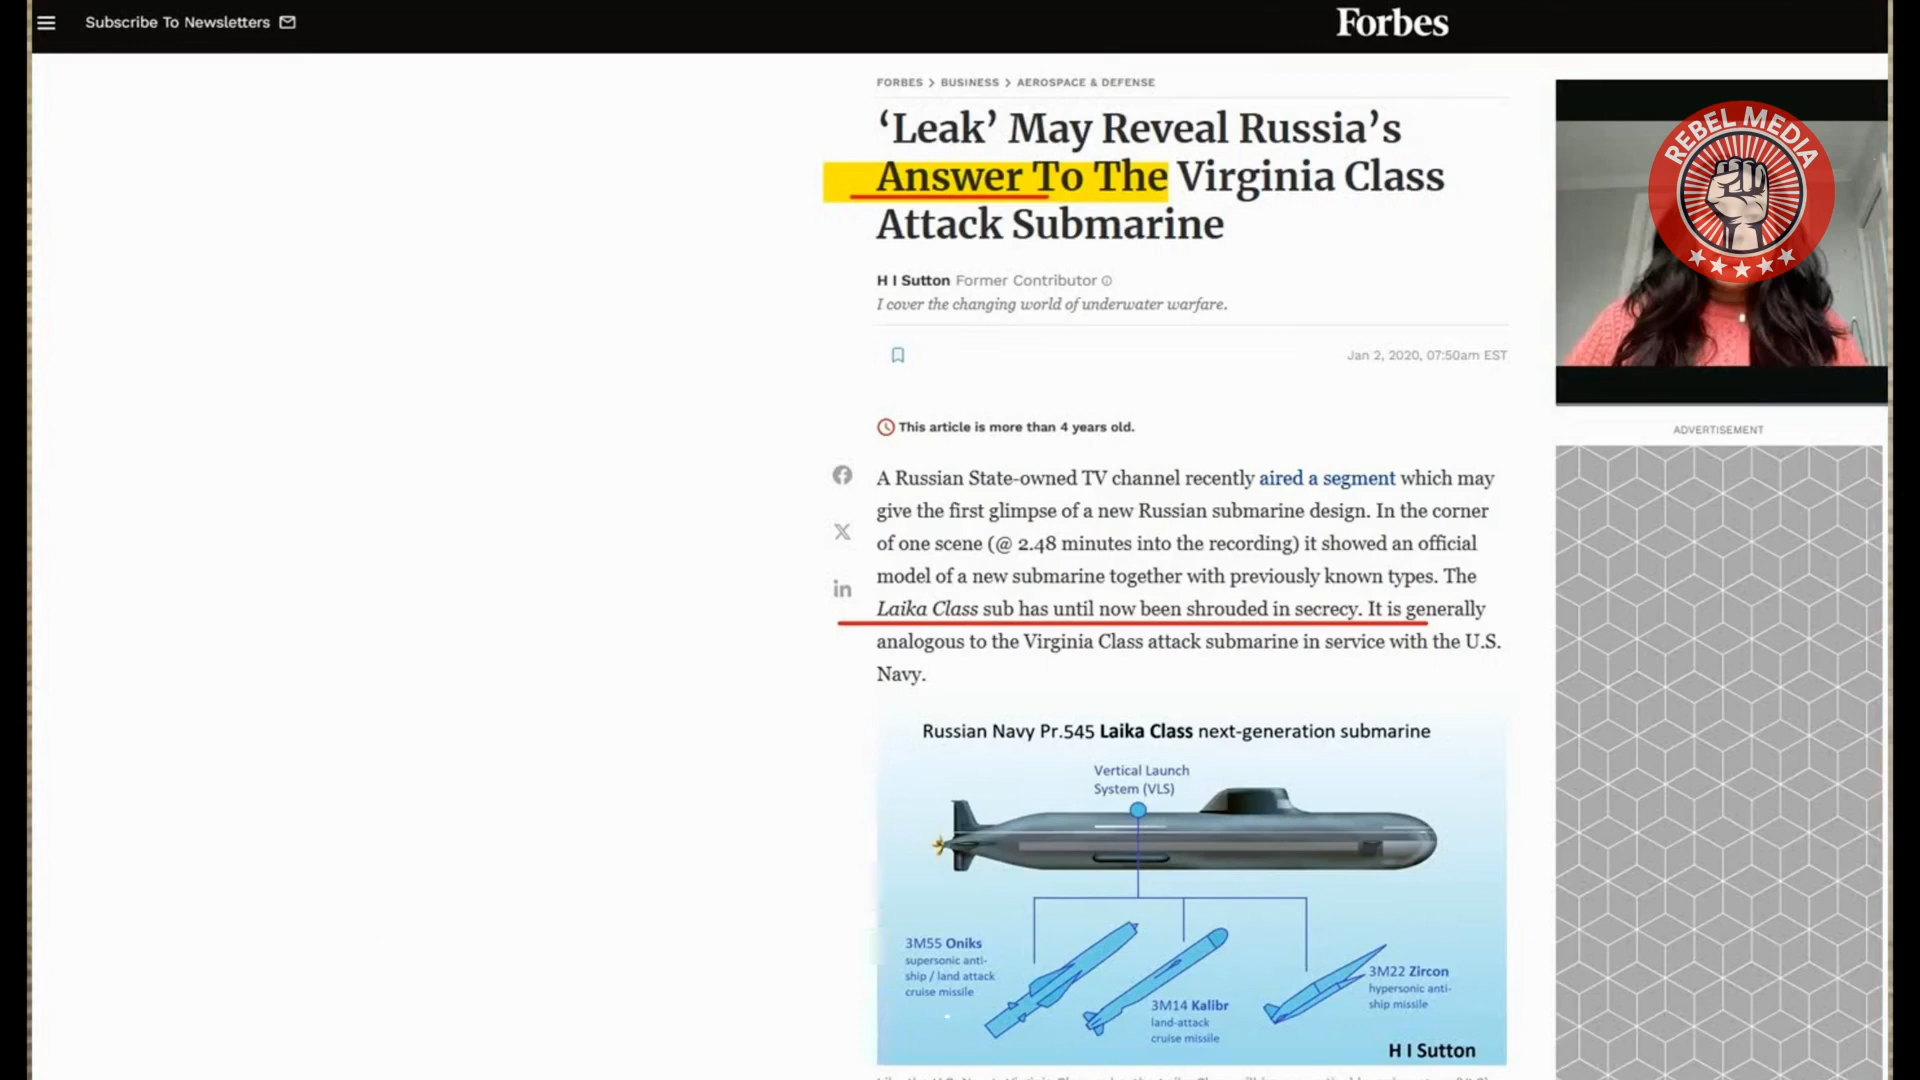 Subscribe To Newsletters
Forbes
FORBES > BUSINESS > AEROSPACE & DEFENSE
‘Leak’ May Reveal Russia’s
Answer To The Virginia Class
Attack Submarine
H I Sutton Former Contributor
I cover the changing world of underwater warfare.
Jan 2, 2020, 07:50am EST
This article is more than 4 years old.
A Russian State-owned TV channel recently aired a segment which may
give the first glimpse of a new Russian submarine design. In the corner
of one scene (@ 2.48 minutes into the recording) it showed an official
model of a new submarine together with previously known types. The
Laika Class sub has until now been shrouded in secrecy. It is generally
analogous to the Virginia Class attack submarine in service with the U.S.
Navy.
Russian Navy Pr.545 Laika Class next-generation submarine
Vertical Launch
System (VLS)
3M55 Oniks
supersonic anti-
ship / land attack
cruise missile
3M14 Kalibr
land-attack
cruise missile
3M22 Zircon
hypersonic anti-
ship missile
H I Sutton
REBEL MEDIA
ADVERTISEMENT